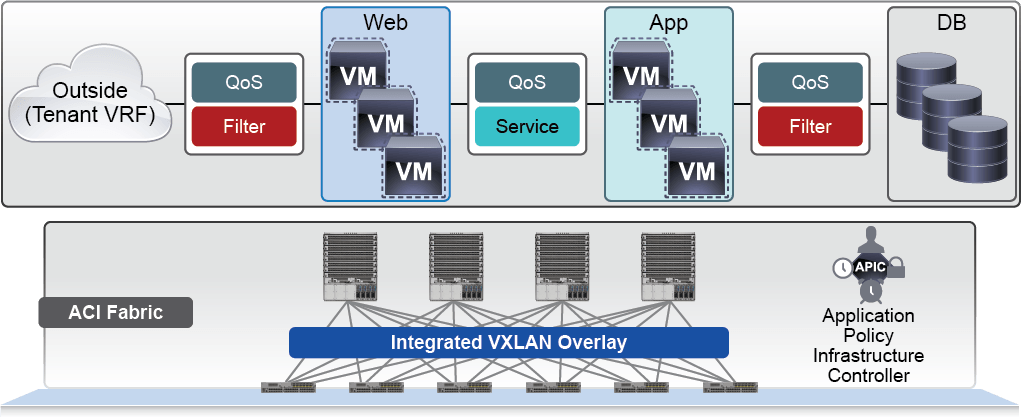 Web
App
DB
Outside
(Tenant VRF)
QoS
Filter
VM
VM
VM
QoS
Service
VM
VM
VM
QoS
Filter
ACI Fabric
Integrated VXLAN Overlay
APIC
Application
Policy
Infrastructure
Controller